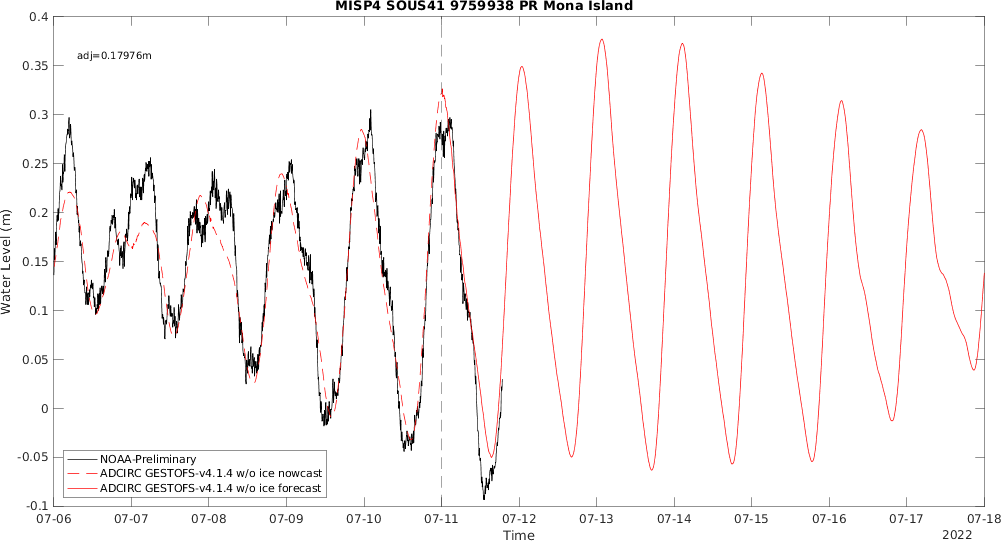 MISP4 SOUS41 9759938 PR Mona Island
adj=0.17976m
Water Level (m)
0.4
0.35
0.3
0.25
0.2
0.15
0.1
0.05
0
-0.05
-0.1
NOAA-Preliminary
ADCIRC GESTOFS-v4.1.4 w/o ice nowcast
ADCIRC GESTOFS-v4.1.4 w/o ice forecast
07-06 07-07 07-08 07-09 07-10 07-11 07-12 07-13 07-14 07-15 07-16 07-17 07-18
Time
2022